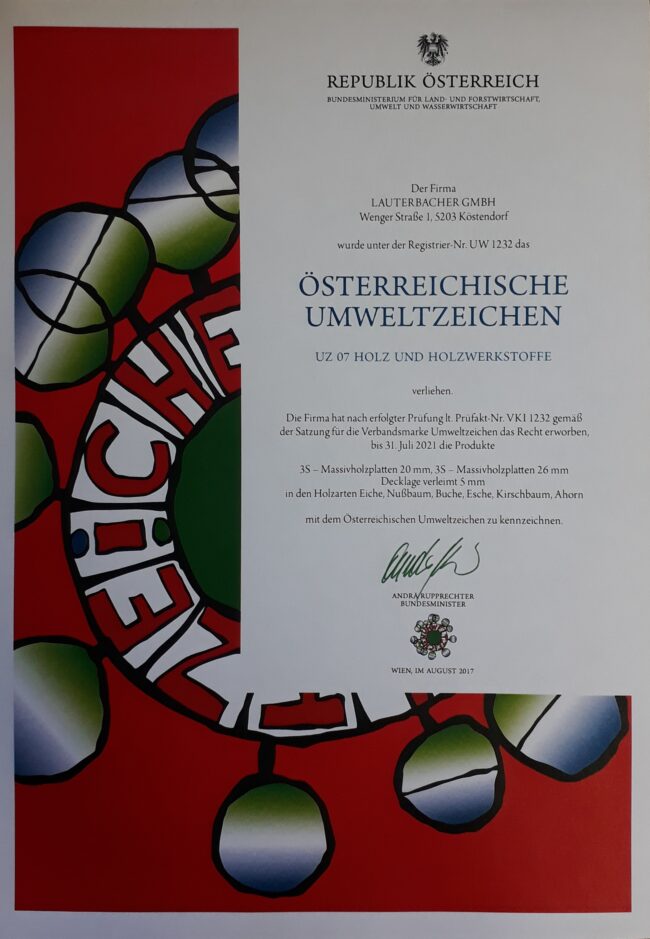 REPUBLIK ÖSTERREICH
BUNDESMINISTERIUM FÜR LAND- UND FORSTWIRTSCHAFT,
UMWELT UND WASSERWIRTSCHAFT
Der Firma
LAUTERBACHER GMBH
Wenger Straße 1, 5203 Köstendorf
wurde unter der Registrier-Nr. UW 1232 das
ÖSTERREICHISCHE
UMWELTZEICHEN
UZ 07 HOLZ UND HOLZWERKSTOFFE
verliehen.
Die Firma hat nach erfolgter Prüfung lt. Prüfakt-Nr. VKI 1232 gemäß
der Satzung für die Verbandsmarke Umweltzeichen das Recht erworben,
bis 31. Juli 2021 die Produkte
3S – Massivholzplatten 20 mm, 3S – Massivholzplatten 26 mm
Decklage verleimt 5 mm
in den Holzarten Eiche, Nußbaum, Buche, Esche, Kirschbaum, Ahorn
mit dem Österreichischen Umweltzeichen zu kennzeichnen.
ANDRÄ RUPPRECHTER
BUNDESMINISTER
WIEN, IM AUGUST 2017
ZEICHE